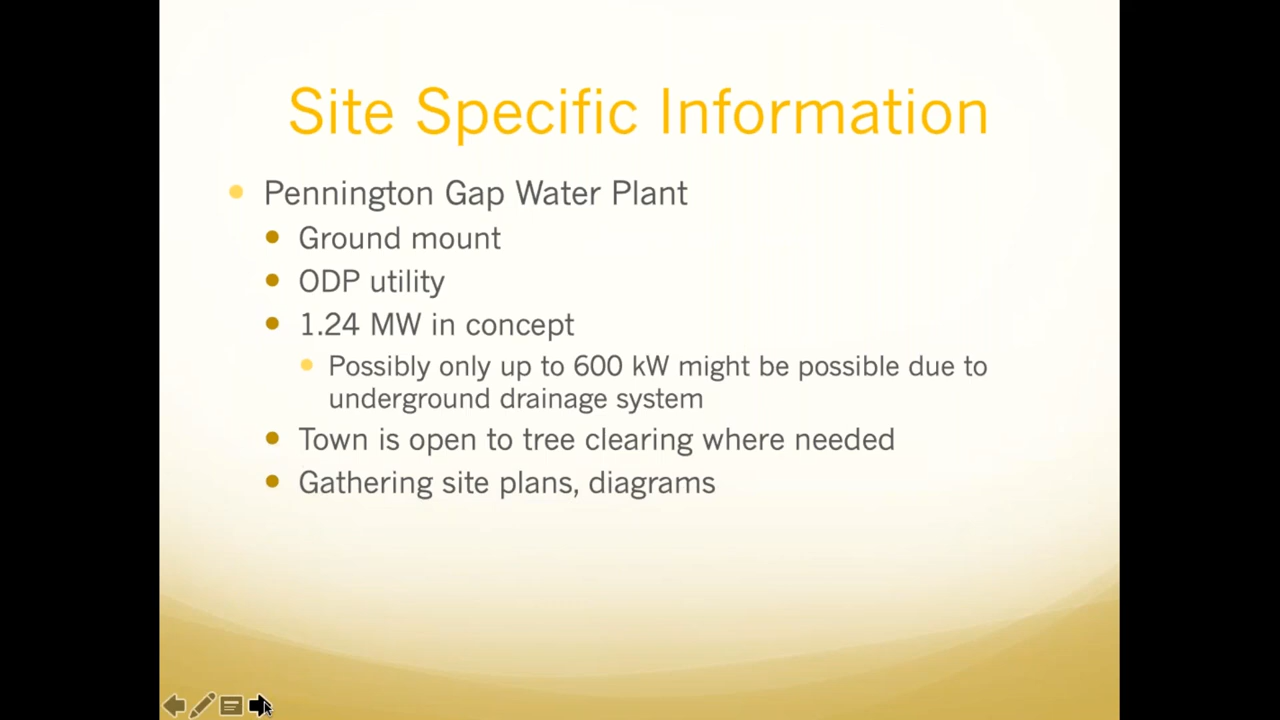 Site Specific Information
Pennington Gap Water Plant
Ground mount
ODP utility
1.24 MW in concept
Possibly only up to 600 kW might be possible due to
underground drainage system
Town is open to tree clearing where needed
Gathering site plans, diagrams